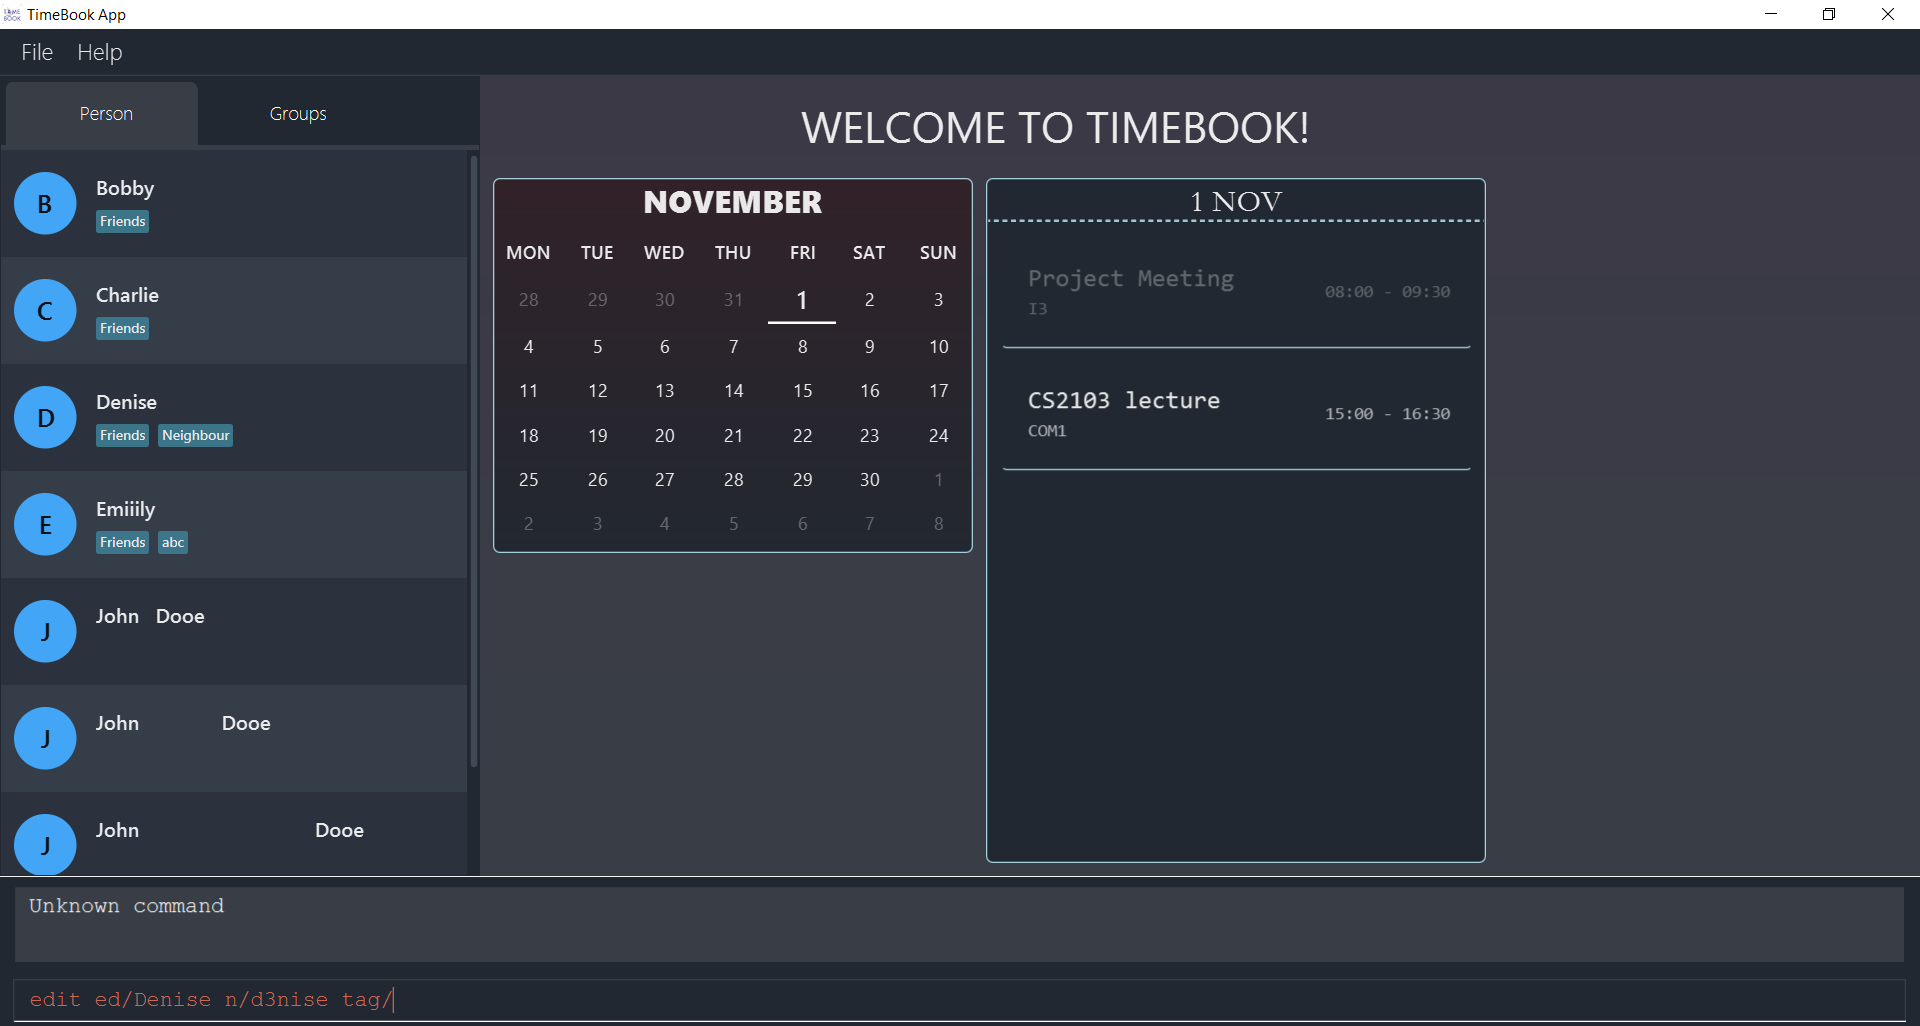 TIME
BOOK
TimeBook App
File Help
Person Groups
B
Bobby
Friends
C
Charlie
Friends
D
Denise
Friends Neighbour
E
Emiiily
Friends abc
J
John   Dooe
J
John               Dooe
J
John                                Dooe
WELCOME TO TIMEBOOK!
NOVEMBER
MON TUE WED THU FRI SAT SUN
28 29 30 31 1 2 3
4 5 6 7 8 9 10
11 12 13 14 15 16 17
18 19 20 21 22 23 24
25 26 27 28 29 30 1
2 3 4 5 6 7 8
1 NOV
Project Meeting
08:00 - 09:30
I3
CS2103 lecture
15:00 - 16:30
COM1
Unknown command
edit ed/Denise n/d3nise tag/